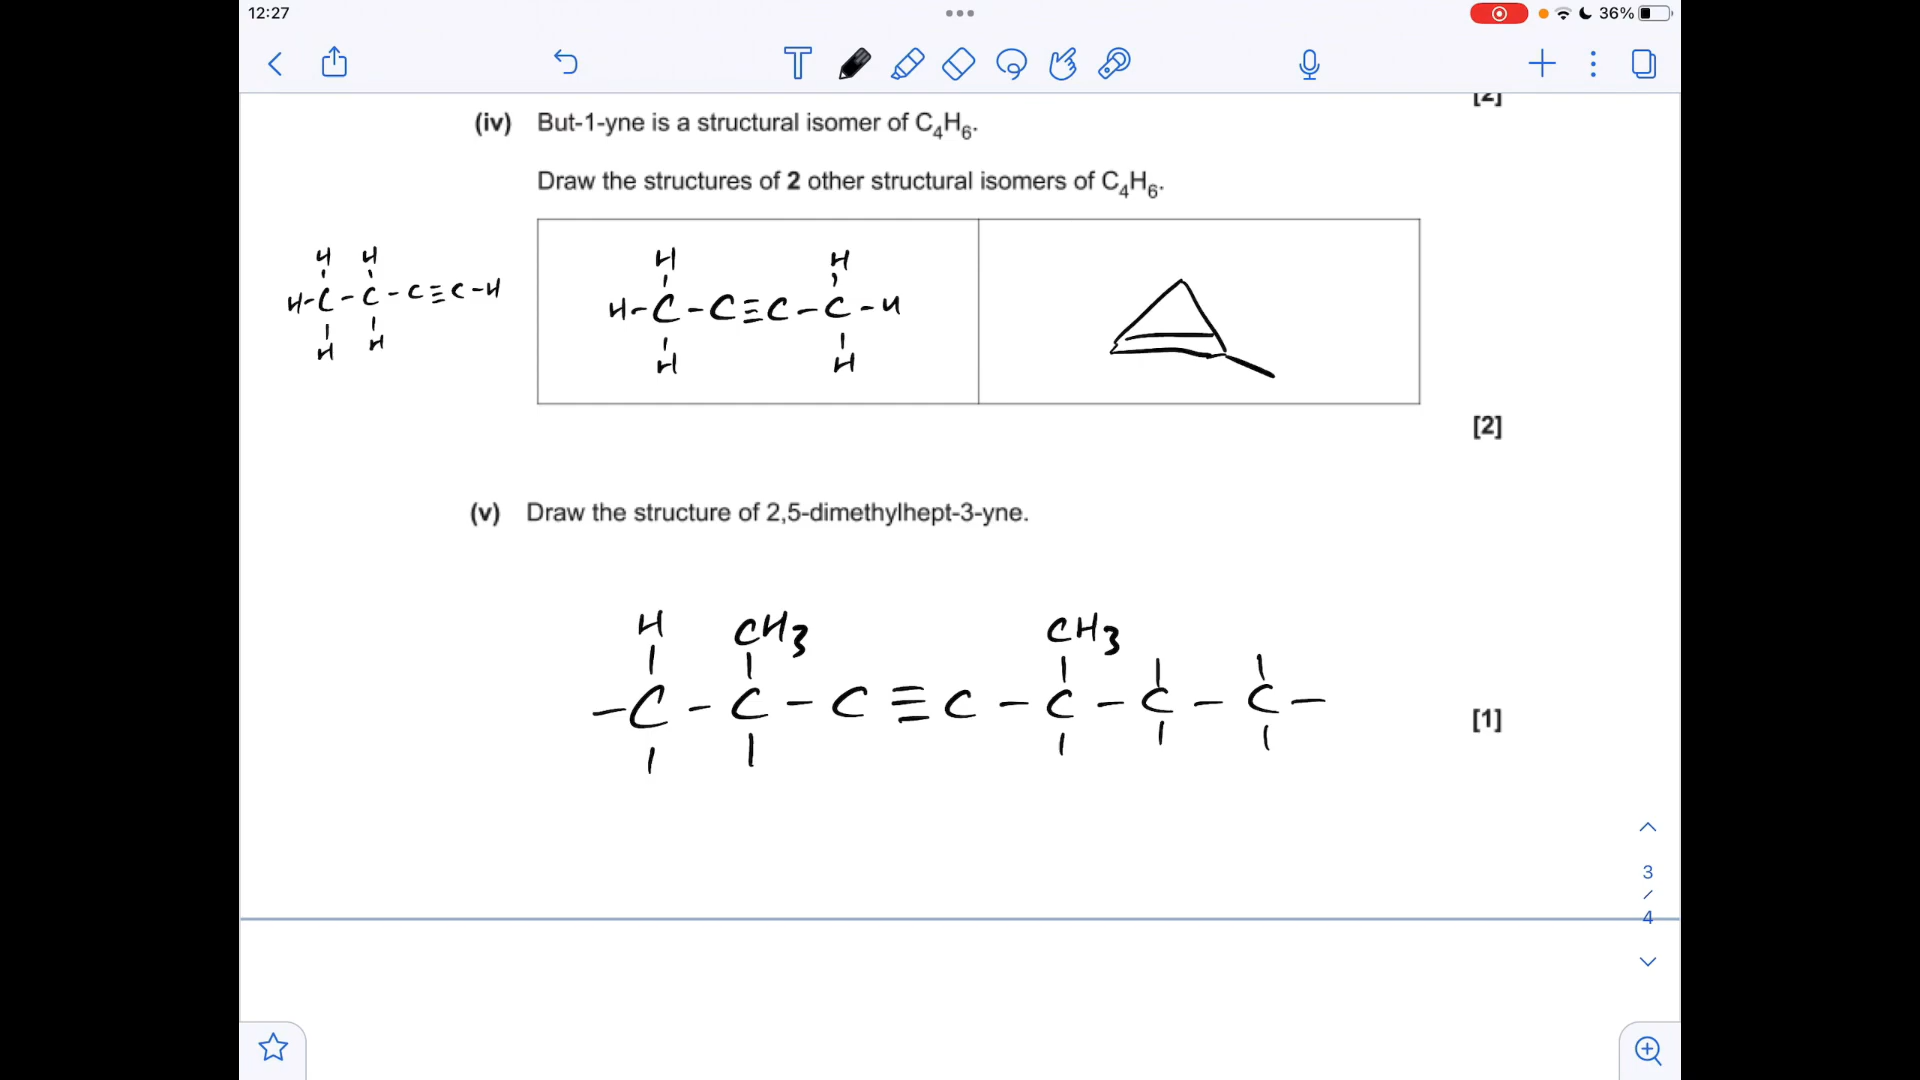 12:27
36%
[2]
(iv) But-1-yne is a structural isomer of C₄H₆.
Draw the structures of 2 other structural isomers of C₄H₆.
H H
H-C-C-C≡C-H
H H
H H
H-C-C≡C-C-H
H H
[2]
(v) Draw the structure of 2,5-dimethylhept-3-yne.
H CH3 CH3
-C-C-C≡C-C-C-C-
[1]
3
/
4